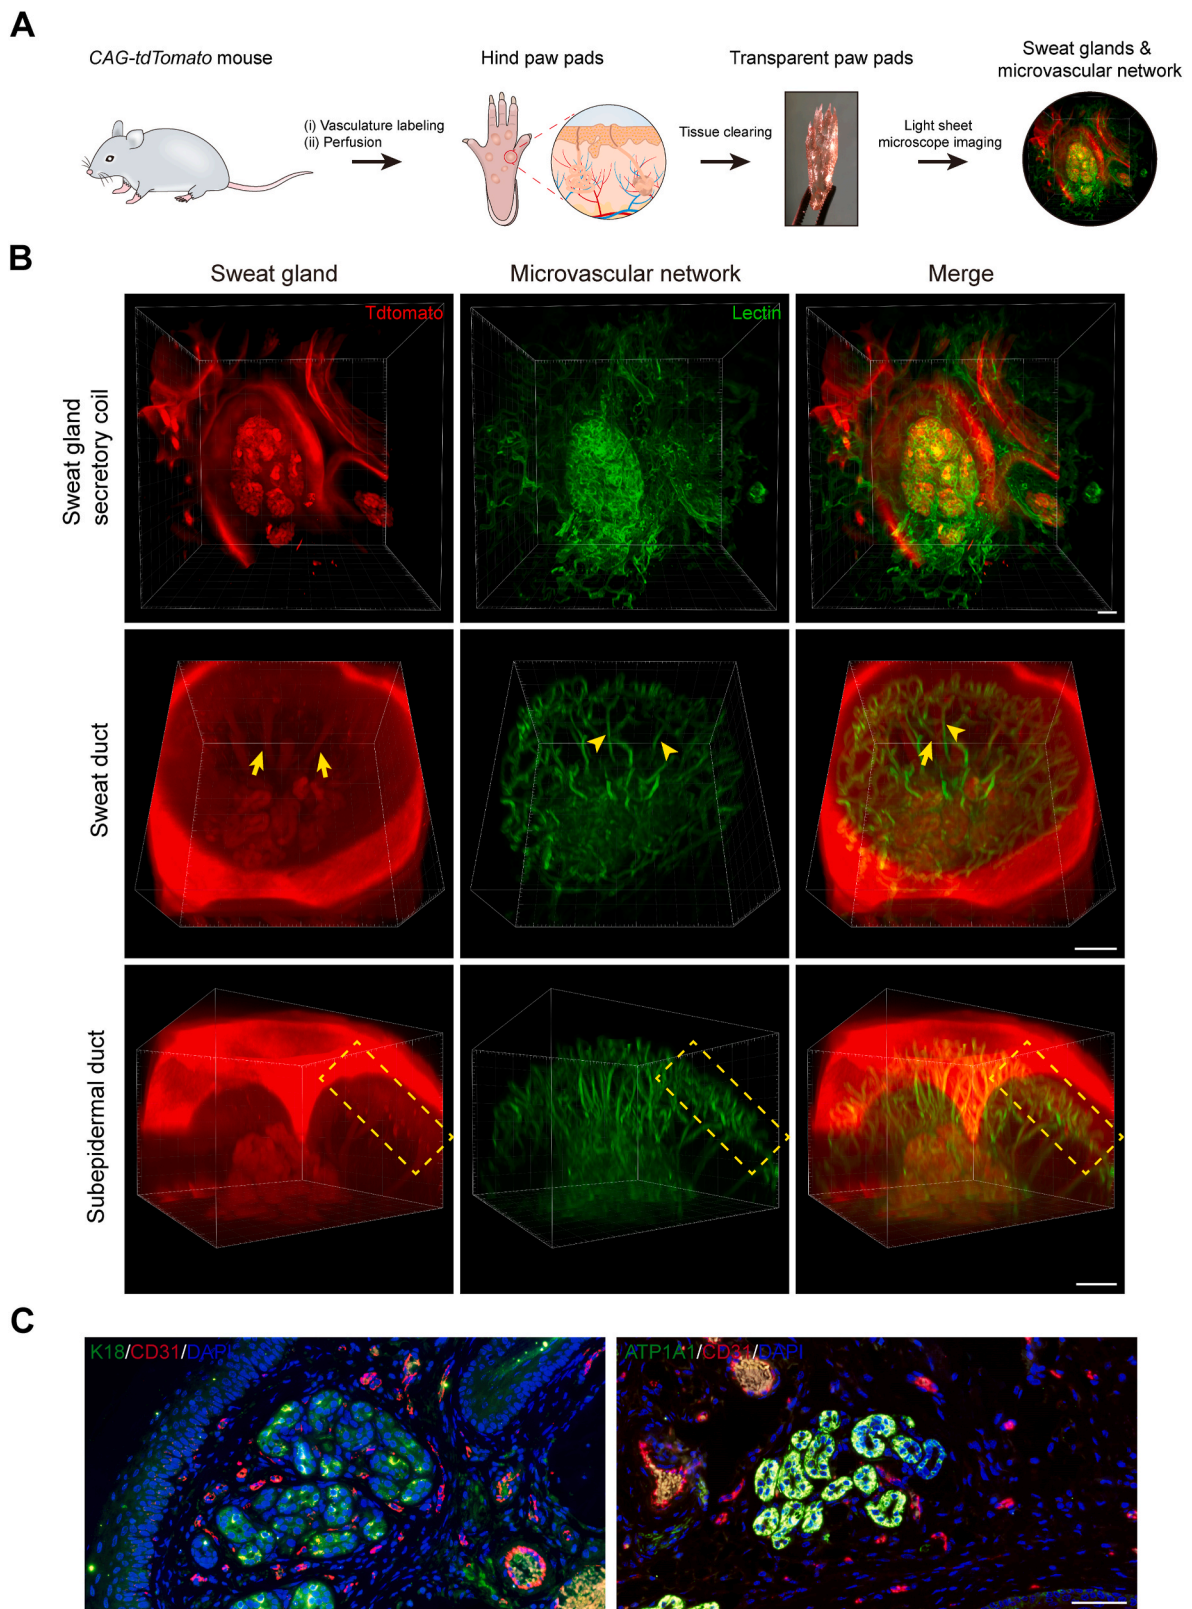 A
CAG-tdTomato mouse
(i) Vasculature labeling
(ii) Perfusion
Hind paw pads
Tissue clearing
Transparent paw pads
Light sheet
microscope imaging
Sweat glands &
microvascular network
B
Sweat gland
Microvascular network
Merge
Sweat gland
secretory coil
Tdtomato
Lectin
Sweat duct
Subepidermal duct
C
K18/CD31/DAPI
ATP1A1/CD31/DAPI